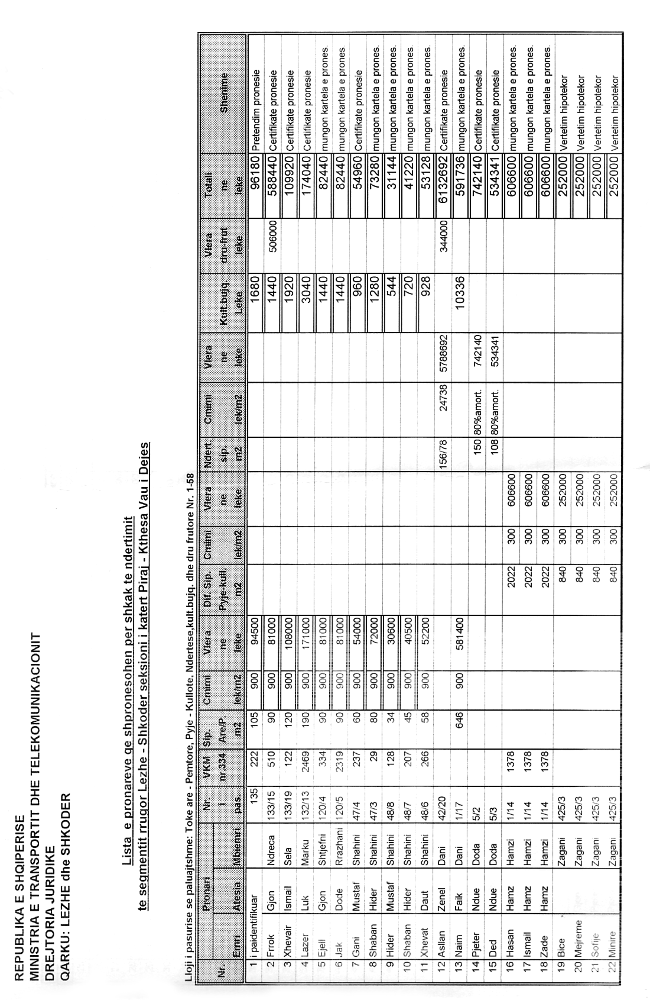 REPUBLIKA E SHQIPERISE
MINISTRIA E TRANSPORTIT DHE TELEKOMUNIKACIONIT
DREJTORIA JURIDIKE
QARKU: LEZHE dhe SHKODER
Lista e pronareve qe shpronesohen per shkak te ndertimit
te segmentit rrugor Lezhe - Shkoder seksioni i katert Piraj - Kthesa Vau i Dejes
Lloji i pasurise se paluajtshme: Toke are - Pemtore, Pyje - Kullote, Ndertese,kult.bujq. dhe dru frutore Nr. 1-58
Nr. Pronari Nr. VKM Sip. Cmimi Vlera Dif. Sip. Cmimi Vlera Ndert. Cmimi Vlera Kult.bujq. Vlera Totali Shenime
i nr.334 Are/P. ne Pyje-kull. ne sip. ne dru-frut ne
Emri Atesia Mbiemri pas. m2 lek/m2 leke m2 lek/m2 leke m2 lek/m2 leke Leke leke leke
1 i paidentifikuar 135 222 105 900 94500 1680 96180 Pretendim pronesie
2 Frrok Gjon Ndreca 133/15 510 90 900 81000 1440 506000 588440 Certifikate pronesie
3 Xhevair Ismail Sela 133/19 122 120 900 108000 1920 109920 Certifikate pronesie
4 Lazer Luk Marku 132/13 2469 190 900 171000 3040 174040 Certifikate pronesie
5 Ejell Gjon Shtjefni 120/4 334 90 900 81000 1440 82440 mungon kartela e prones.
6 Jak Dode Rrazhani 120/5 2319 90 900 81000 1440 82440 mungon kartela e prones.
7 Gani Mustaf Shahini 47/4 237 60 900 54000 960 54960 Certifikate pronesie
8 Shaban Hider Shahini 47/3 29 80 900 72000 1280 73280 mungon kartela e prones.
9 Hider Mustaf Shahini 48/8 128 34 900 30600 544 31144 mungon kartela e prones.
10 Shaban Hider Shahini 48/7 207 45 900 40500 720 41220 mungon kartela e prones.
11 Xhevat Daut Shahini 48/6 266 58 900 52200 928 53128 mungon kartela e prones.
12 Asllan Zenel Dani 42/20 156/78 24738 5788692 344000 6132692 Certifikate pronesie
13 Naim Faik Dani 1/17 646 900 581400 10336 591736 mungon kartela e prones.
14 Pjeter Ndue Doda 5/2 150 80%amort. 742140 742140 Certifikate pronesie
15 Ded Ndue Doda 5/3 108 80%amort. 534341 534341 Certifikate pronesie
16 Hasan Hamz Hamzi 1/14 1378 2022 300 606600 606600 mungon kartela e prones.
17 Ismail Hamz Hamzi 1/14 1378 2022 300 606600 606600 mungon kartela e prones.
18 Zade Hamz Hamzi 1/14 1378 2022 300 606600 606600 mungon kartela e prones.
19 Bice Zagani 425/3 840 300 252000 252000 Vertetim hipotekor
20 Mejreme Zagani 425/3 840 300 252000 252000 Vertetim hipotekor
21 Sofije Zagani 425/3 840 300 252000 252000 Vertetim hipotekor
22 Minire Zagani 425/3 840 300 252000 252000 Vertetim hipotekor